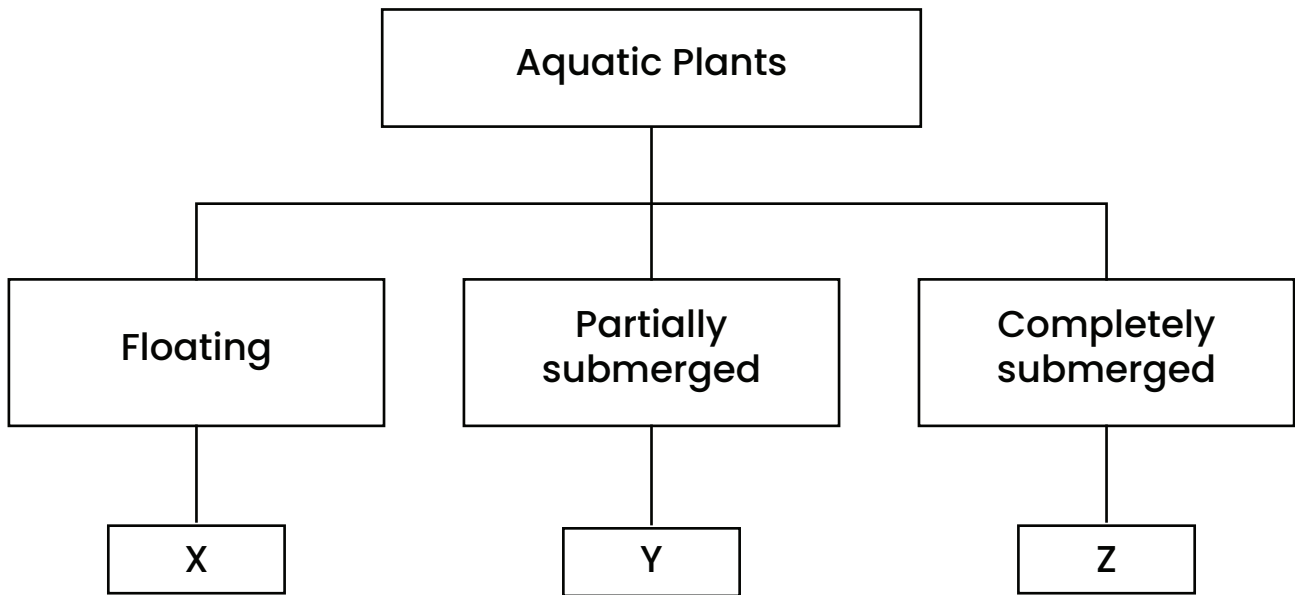 Aquatic Plants
Floating
Partially
submerged
Completely
submerged
X
Y
Z